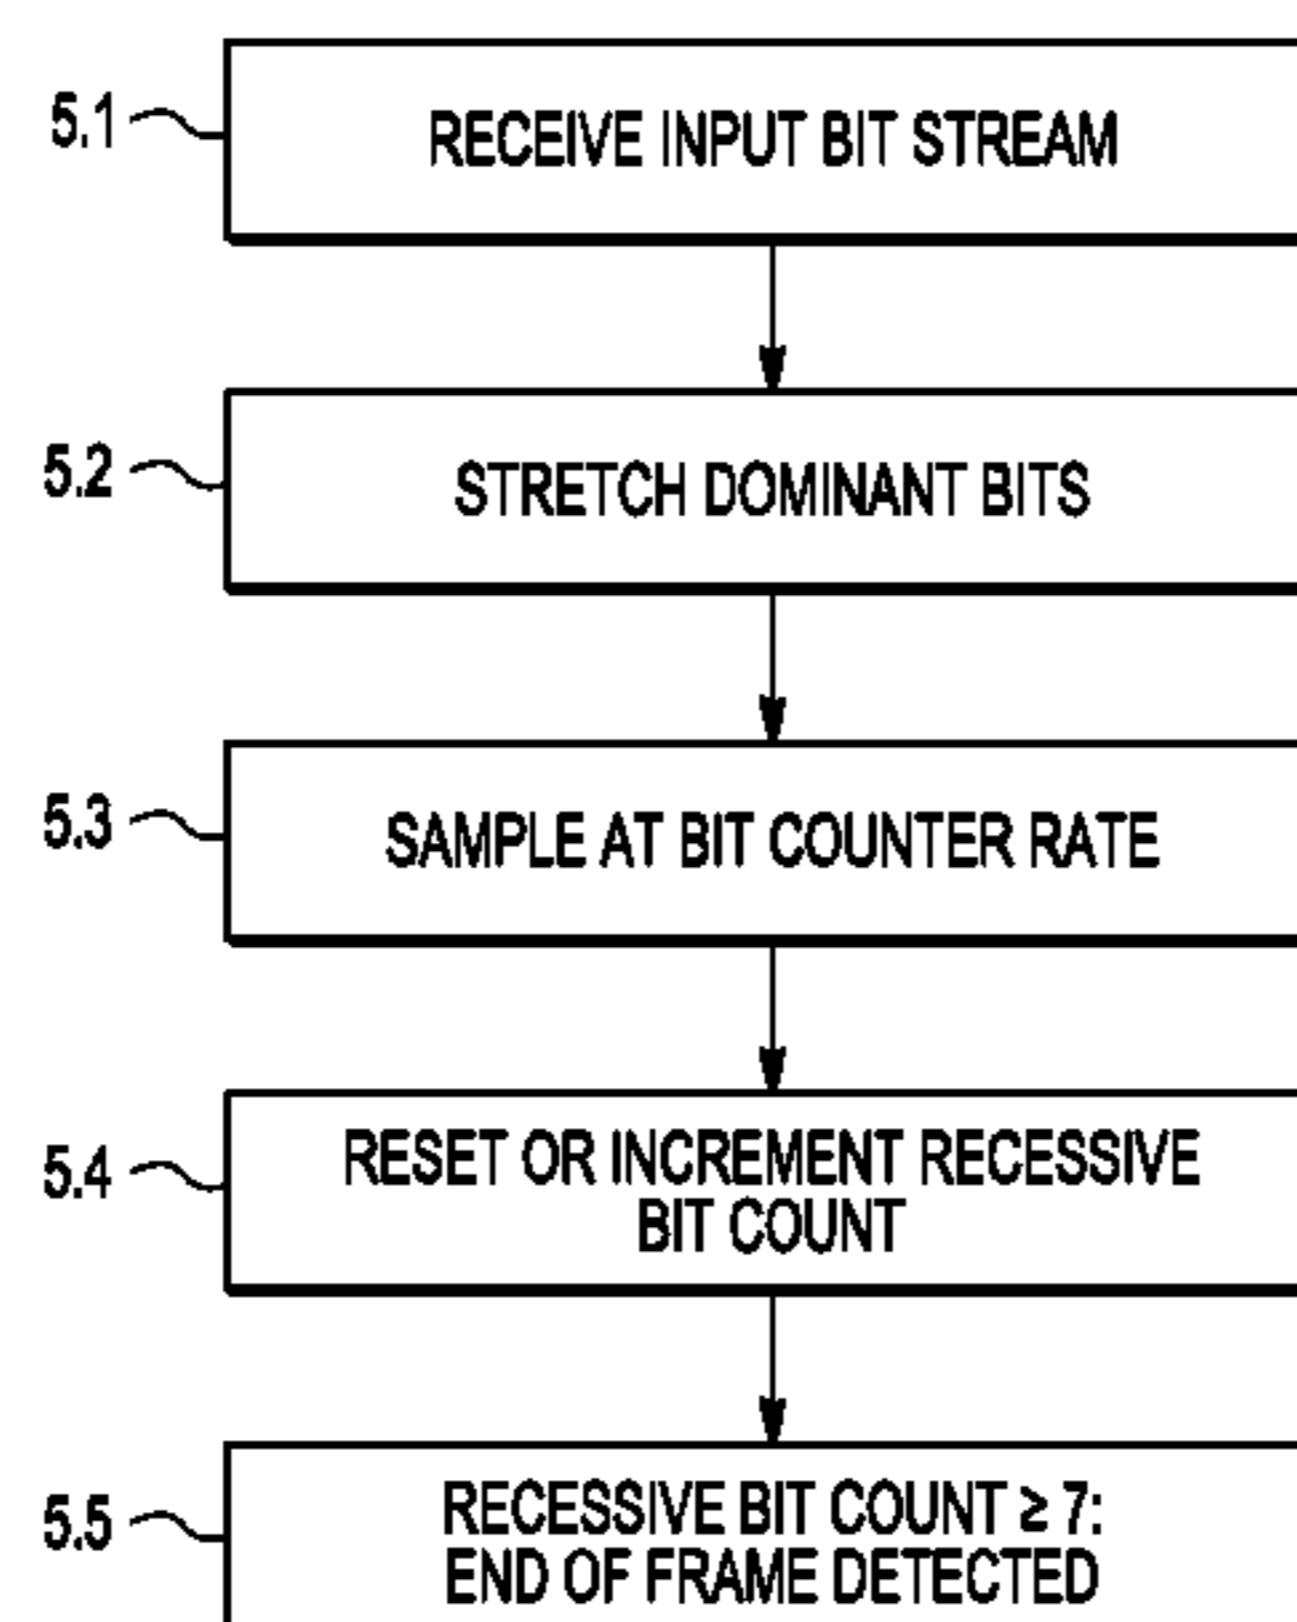 5.1
RECEIVE INPUT BIT STREAM
5.2
STRETCH DOMINANT BITS
5.3
SAMPLE AT BIT COUNTER RATE
5.4
RESET OR INCREMENT RECESSIVE
BIT COUNT
5.5
RECESSIVE BIT COUNT ≥ 7:
END OF FRAME DETECTED